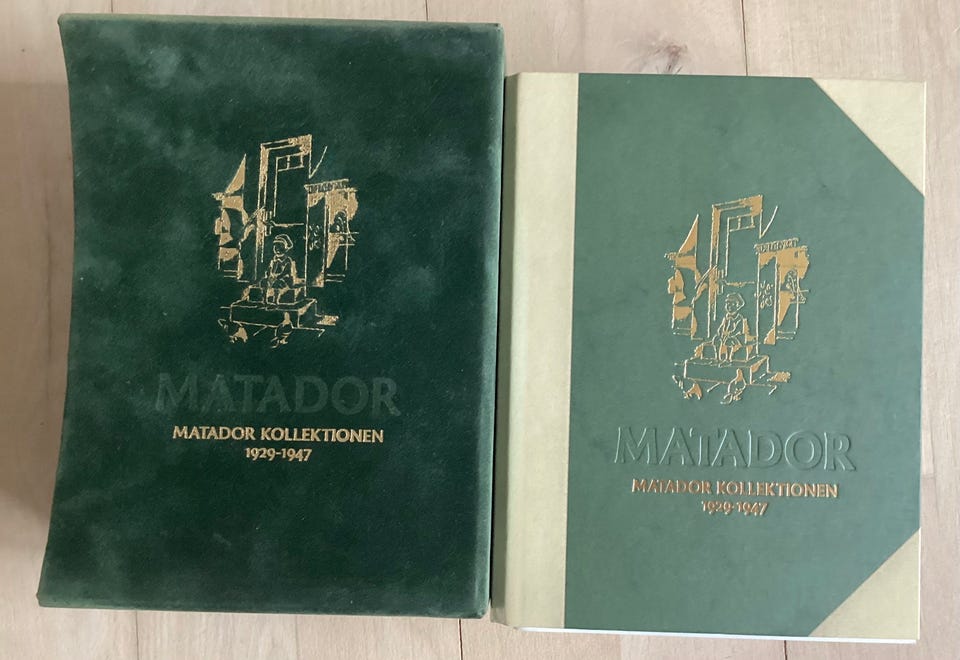 MATADOR
MATADOR KOLLEKTIONEN
1929-1947
MATADOR
MATADOR KOLLEKTIONEN
1929-1947